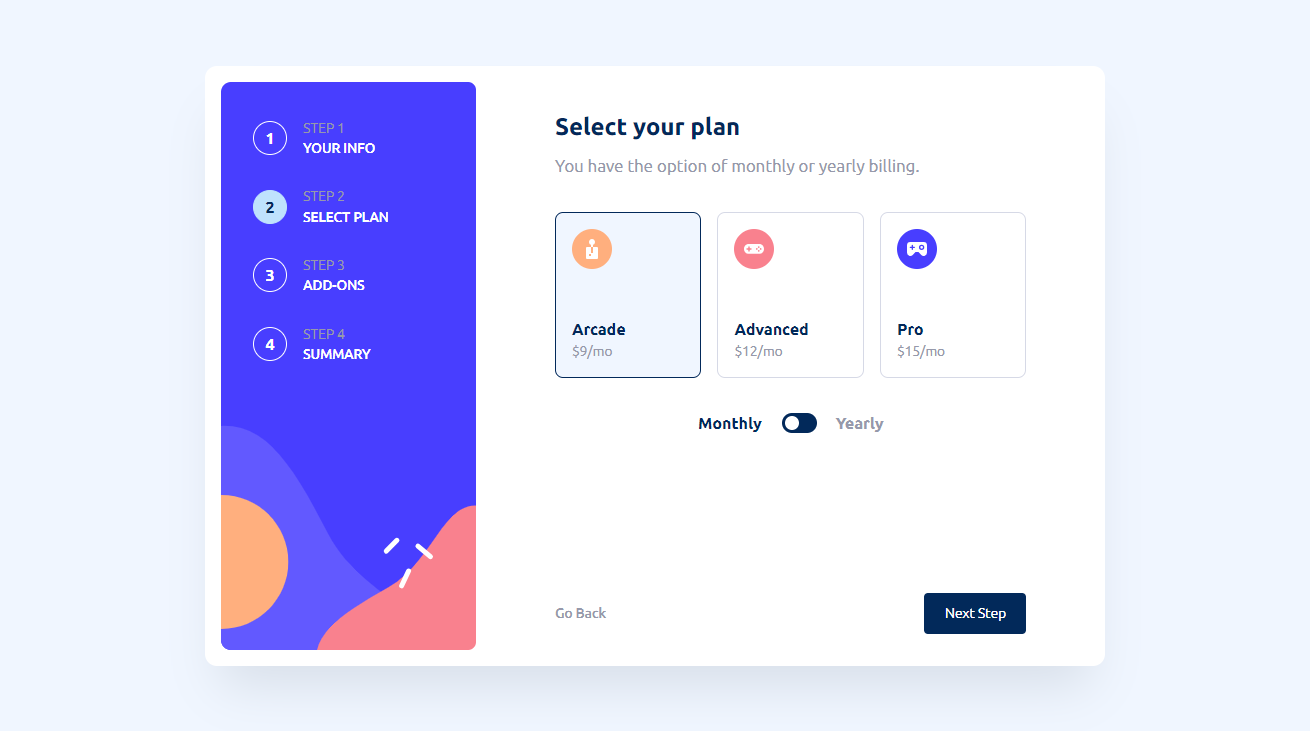 1
STEP 1
YOUR INFO
2
STEP 2
SELECT PLAN
3
STEP 3
ADD-ONS
4
STEP 4
SUMMARY
Select your plan
You have the option of monthly or yearly billing.
Arcade
$9/mo
Advanced
$12/mo
Pro
$15/mo
Monthly Yearly
Go Back
Next Step